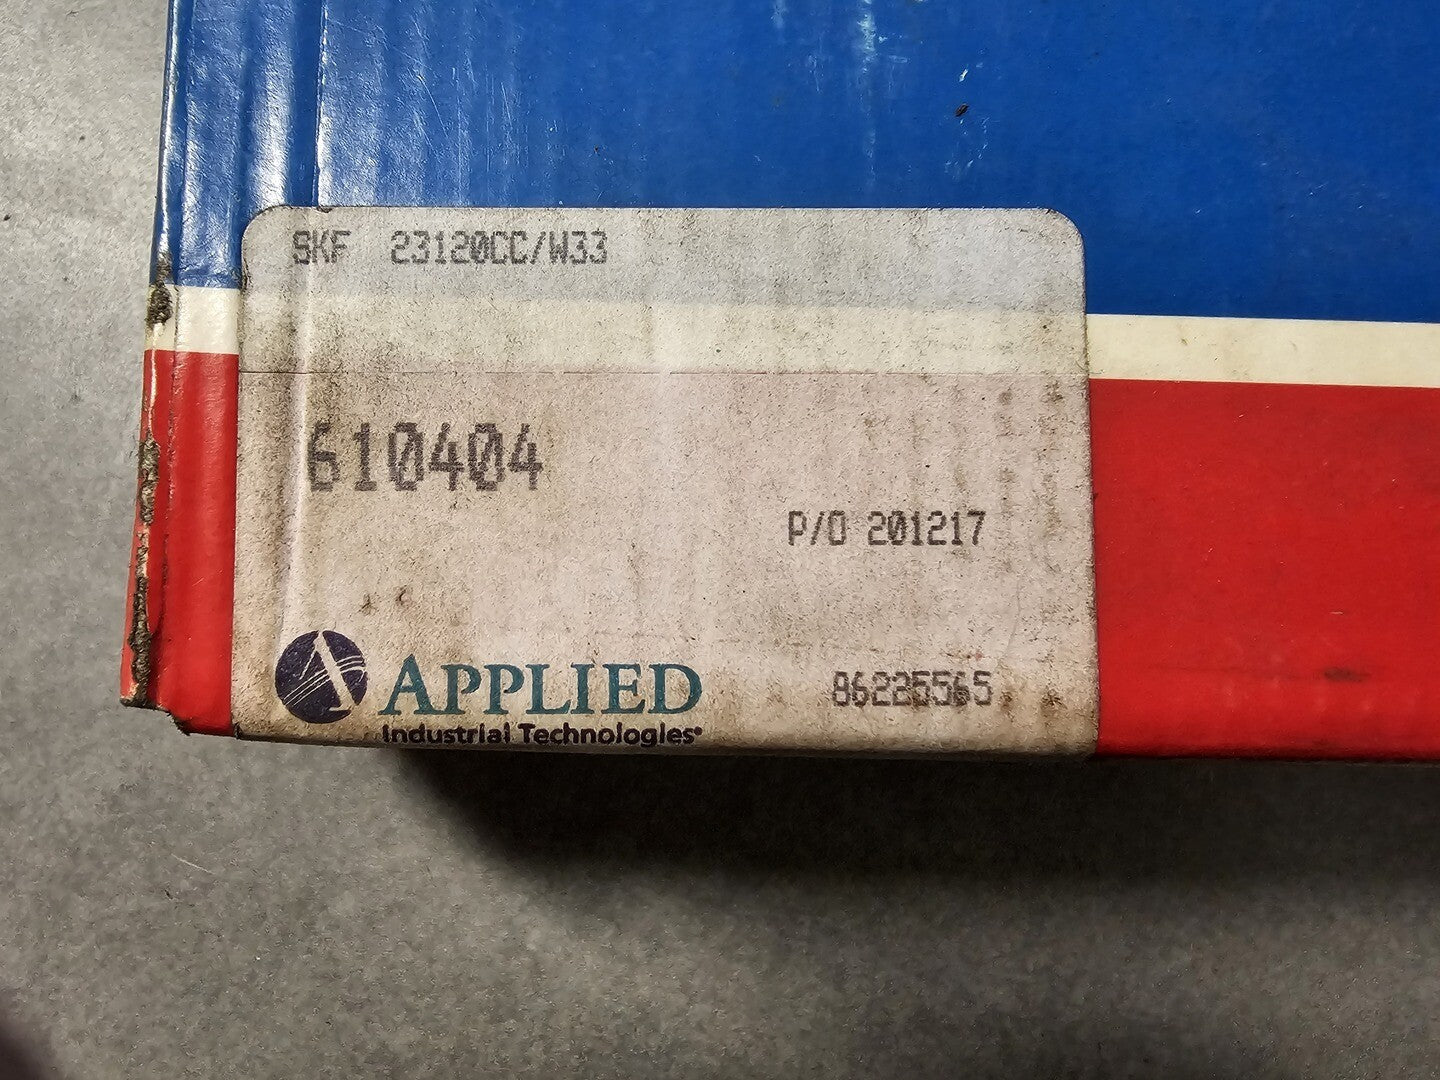 SKF 23120CC/W33
610404
P/O 201217
APPLIED
86225565
Industrial Technologies®